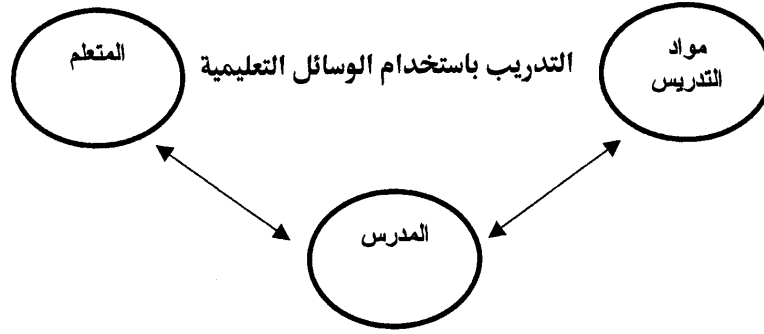 مواد
التدريس
التدريب باستخدام الوسائل التعليمية
المتعلم
المدرس